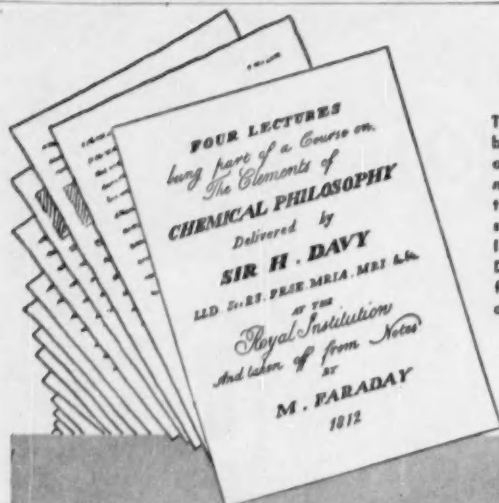 FOUR LECTURES
being part of a Course on
The Elements of
CHEMICAL PHILOSOPHY
Delivered by
SIR H. DAVY
LLD. SecRS. FRSE. MRIA. MRI &c.
AT THE
Royal Institution
And taken off from Notes
BY
M. FARADAY
1812